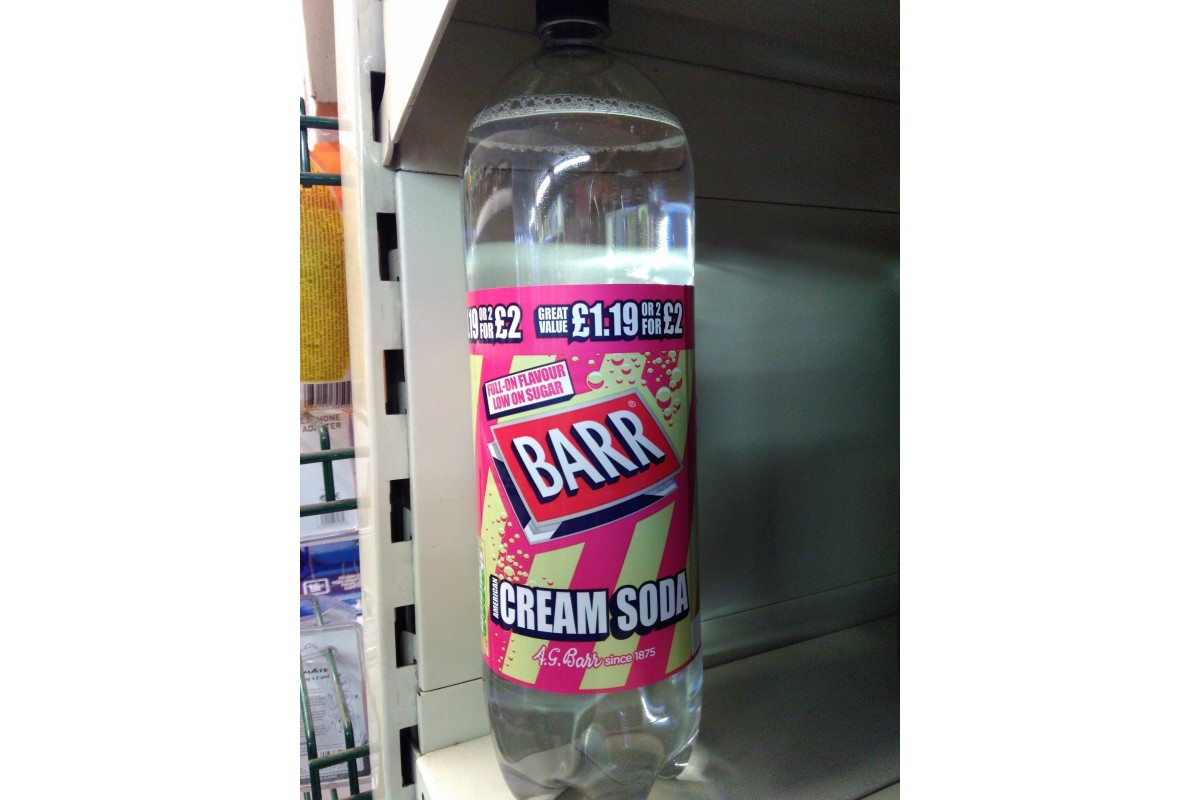 .19 OR 2 FOR £2
GREAT VALUE £1.19 OR 2 FOR £2
FULL-ON FLAVOUR
LOW ON SUGAR
BARR®
AMERICAN
CREAM SODA
A.G. Barr since 1875